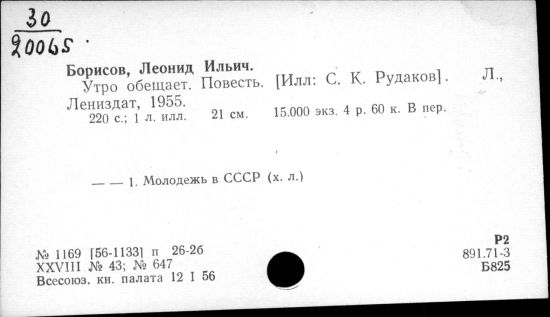 30
20065
Борисов, Леонид Ильич.
Утро обещает. Повесть. [Илл: С. К. Рудаков]. Л.,
Лениздат, 1955.
220 с.; 1 л. илл. 21 см. 15.000 экз. 4 р. 60 к. В пер.
— — 1. Молодежь в СССР (х. л.)
№ 1169 [56-1133] п 26-2б
XXVIII № 43; № 647
Всесоюз. кн. палата 12 I 56
Р2
891.71-3
Б825